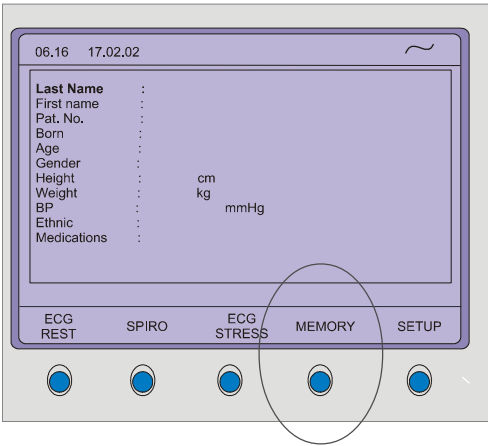 06.16 17.02.02
Last Name :
First name :
Pat. No. :
Born :
Age :
Gender :
Height : cm
Weight : kg
BP : mmHg
Ethnic :
Medications :
ECG REST
SPIRO
ECG STRESS
MEMORY
SETUP